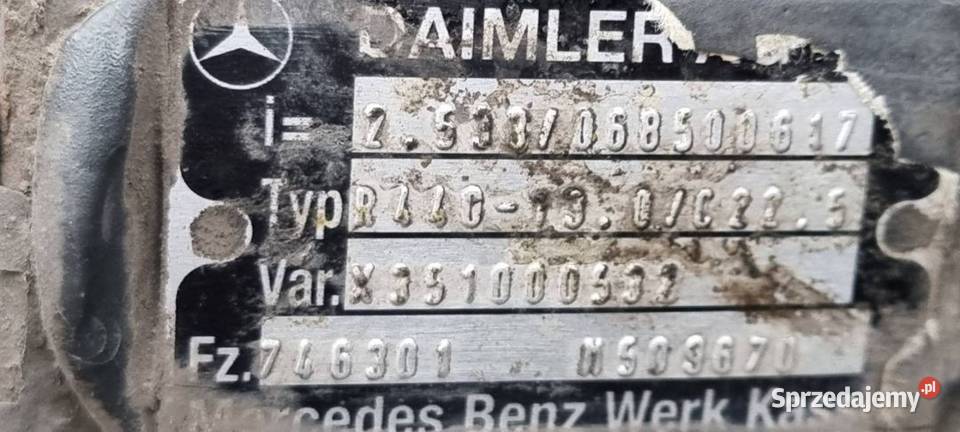 DAIMLER
i= 2.533/068500617
Typ R440-13.0/C22.5
Var. X351000532
Fz. 746301 M509670
Mercedes Benz Werk
Sprzedajemy.pl